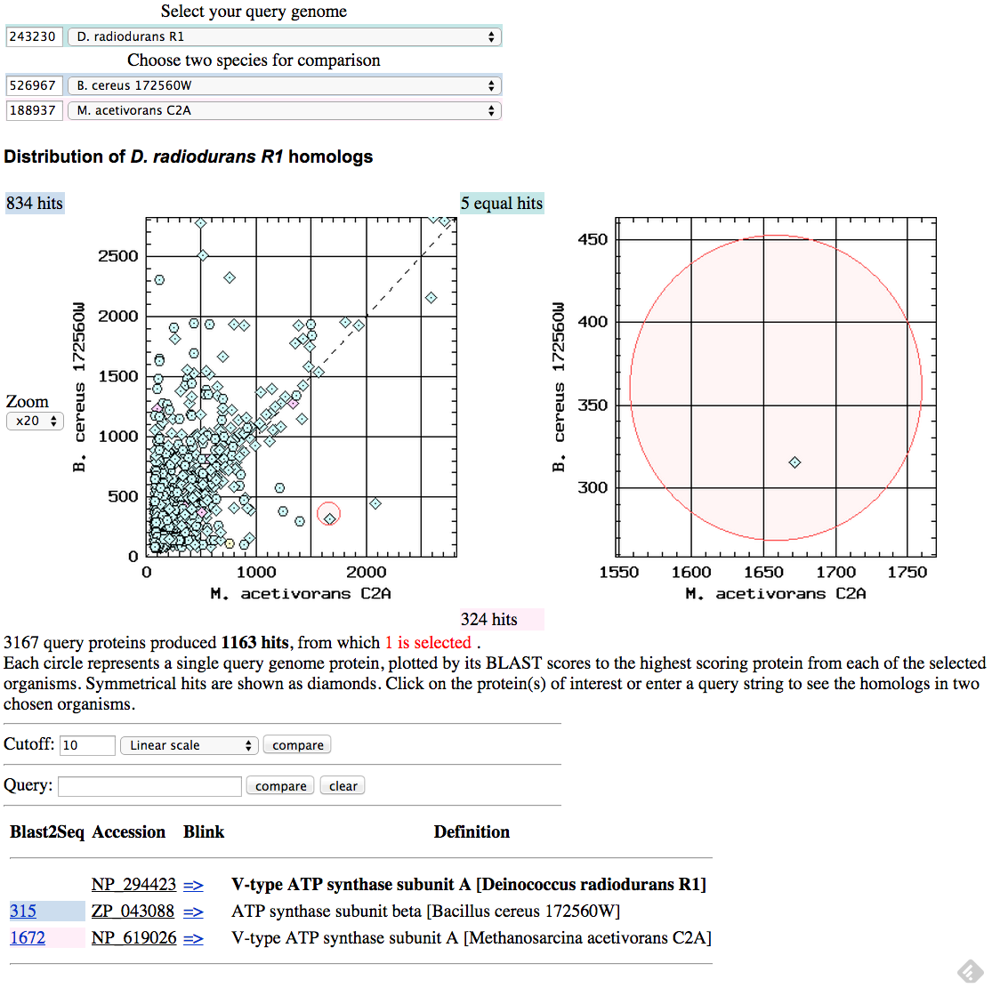 Select your query genome
243230 D. radiodurans R1
Choose two species for comparison
526967 B. cereus 172560W
188937 M. acetivorans C2A
Distribution of D. radiodurans R1 homologs
834 hits
5 equal hits
Zoom
x20
B. cereus 172560W
2500
2000
1500
1000
500
0
0 1000 2000
M. acetivorans C2A
B. cereus 172560W
450
400
350
300
1550 1600 1650 1700 1750
M. acetivorans C2A
324 hits
3167 query proteins produced 1163 hits, from which 1 is selected .
Each circle represents a single query genome protein, plotted by its BLAST scores to the highest scoring protein from each of the selected
organisms. Symmetrical hits are shown as diamonds. Click on the protein(s) of interest or enter a query string to see the homologs in two
chosen organisms.
Cutoff: 10 Linear scale compare
Query: compare clear
Blast2Seq Accession Blink Definition
NP_294423 => V-type ATP synthase subunit A [Deinococcus radiodurans R1]
315 ZP_043088 => ATP synthase subunit beta [Bacillus cereus 172560W]
1672 NP_619026 => V-type ATP synthase subunit A [Methanosarcina acetivorans C2A]